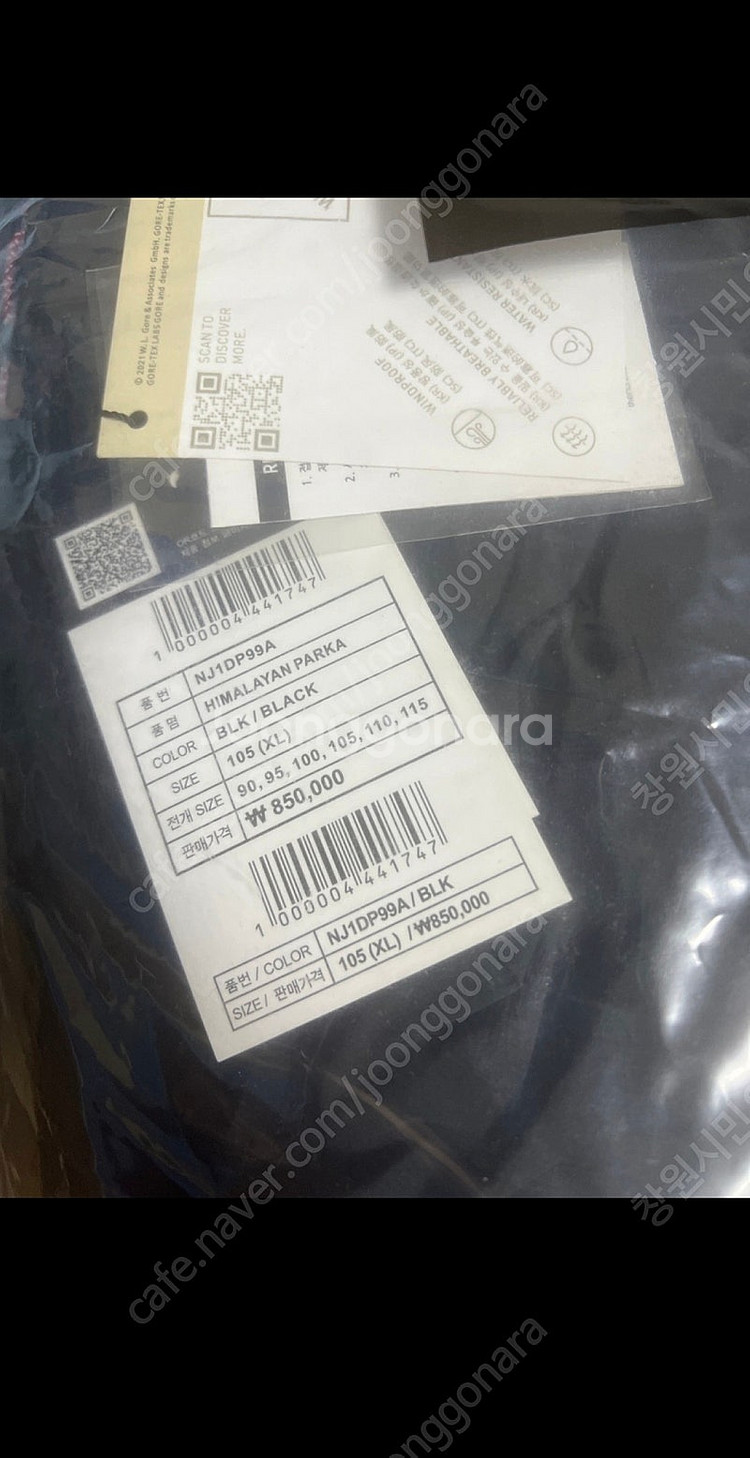 © 2021 W. L. Gore & Associates GmbH, GORE-TEX,
GORE-TEX LABS GORE and designs are trademarks
SCAN TO
DISCOVER
MORE.
WINDPROOF
RELIABLY BREATHABLE
WATER RESISTANT
R
1.
2.
3.
1 000004 441747
품 번 NJ1DP99A
품 명 HIMALAYAN PARKA
COLOR BLK / BLACK
SIZE 105 (XL)
전개 SIZE 90, 95, 100, 105, 110, 115
판매가격 ₩ 850,000
1 000004 441747
품번 / COLOR NJ1DP99A / BLK
SIZE / 판매가격 105 (XL) / ₩850,000
joonggonara
cafe.naver.com/joonggonara
창원시민